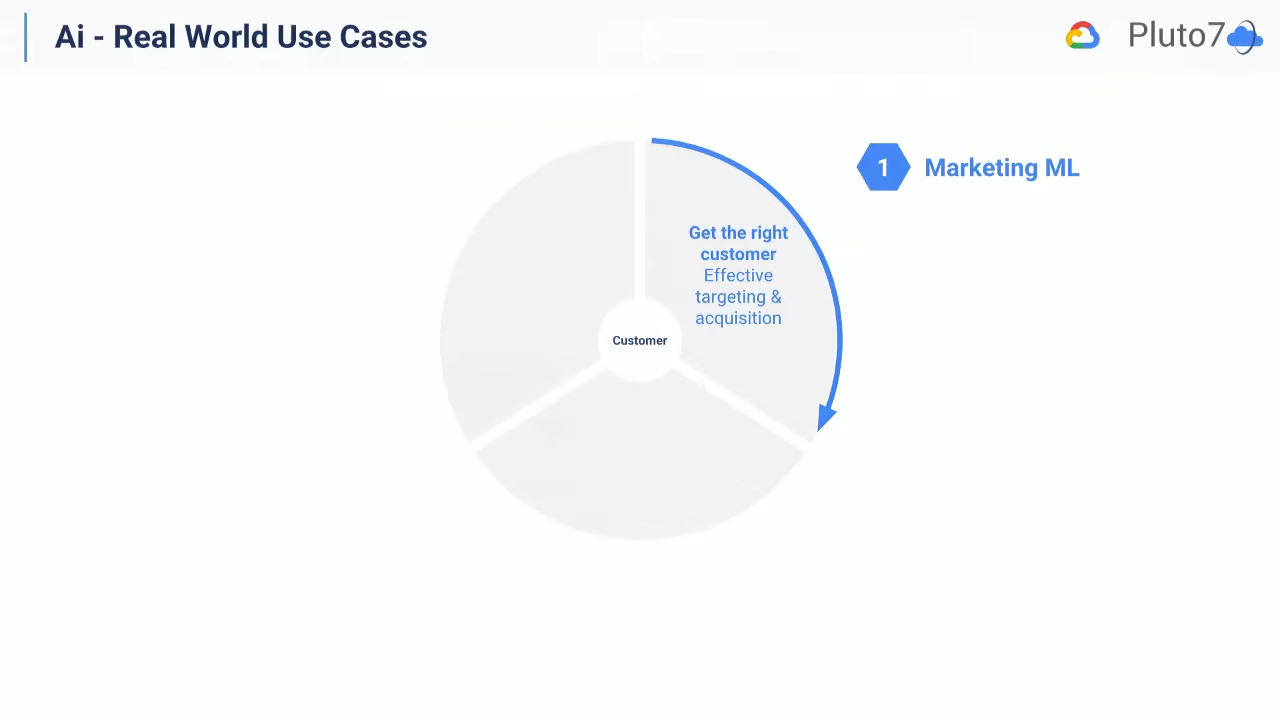 Ai - Real World Use Cases
Pluto7
1
Marketing ML
Get the right
customer
Effective
targeting &
acquisition
Customer